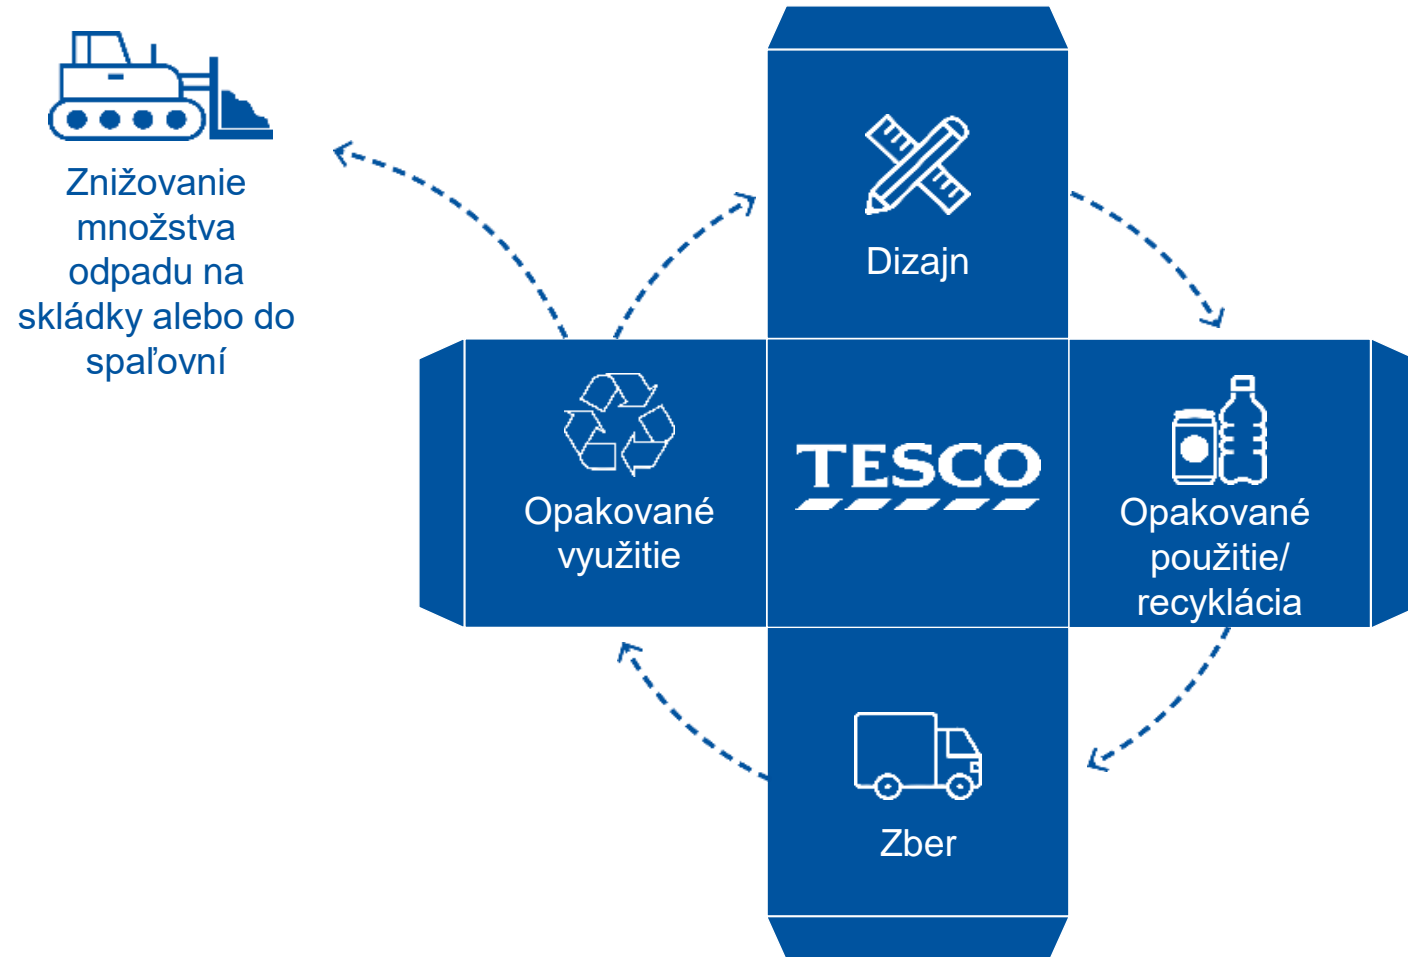 Znižovanie
množstva
odpadu na
skládky alebo do
spaľovní
Dizajn
Opakované
využitie
TESCO
Opakované
použitie/
recyklácia
Zber